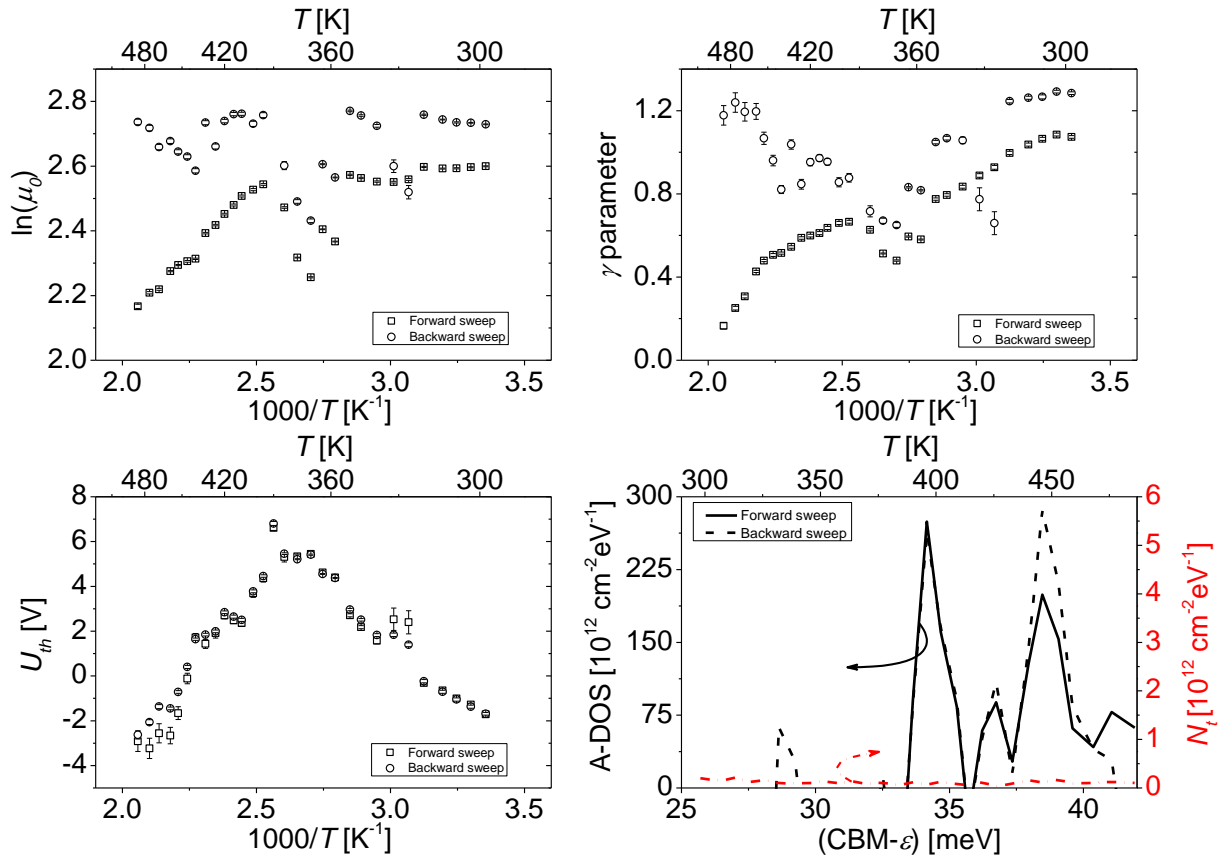 T [K]
480 420 360 300
2.8
2.6
2.4
2.2
2.0
ln(μ0)
Forward sweep
Backward sweep
2.0 2.5 3.0 3.5
1000/T [K-1]
T [K]
480 420 360 300
1.2
0.8
0.4
0.0
γ parameter
Forward sweep
Backward sweep
2.0 2.5 3.0 3.5
1000/T [K-1]
T [K]
480 420 360 300
8
6
4
2
0
-2
-4
Uth [V]
Forward sweep
Backward sweep
2.0 2.5 3.0 3.5
1000/T [K-1]
T [K]
300 350 400 450
300
225
150
75
0
A-DOS [10^12 cm-2eV-1]
Forward sweep
Backward sweep
6
5
4
3
2
1
0
Nt [10^12 cm-2eV-1]
25 30 35 40
(CBM-ε) [meV]